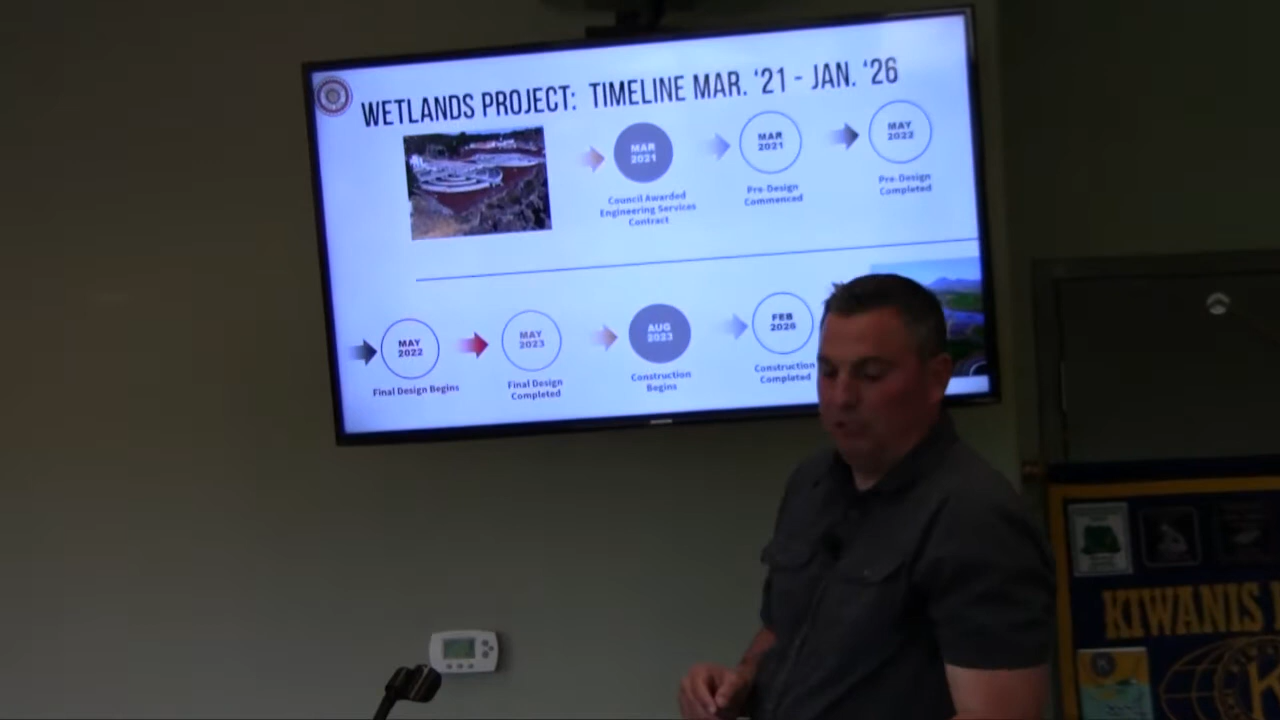 WETLANDS PROJECT: TIMELINE MAR. '21 - JAN. '26
MAR
2021
Council Awarded
Engineering Services
Contract
MAR
2021
Pre-Design
Commenced
MAY
2022
Pre-Design
Completed
MAY
2022
Final Design Begins
MAY
2023
Final Design
Completed
AUG
2023
Construction
Begins
FEB
2026
Construction
Completed
KIWANIS
K